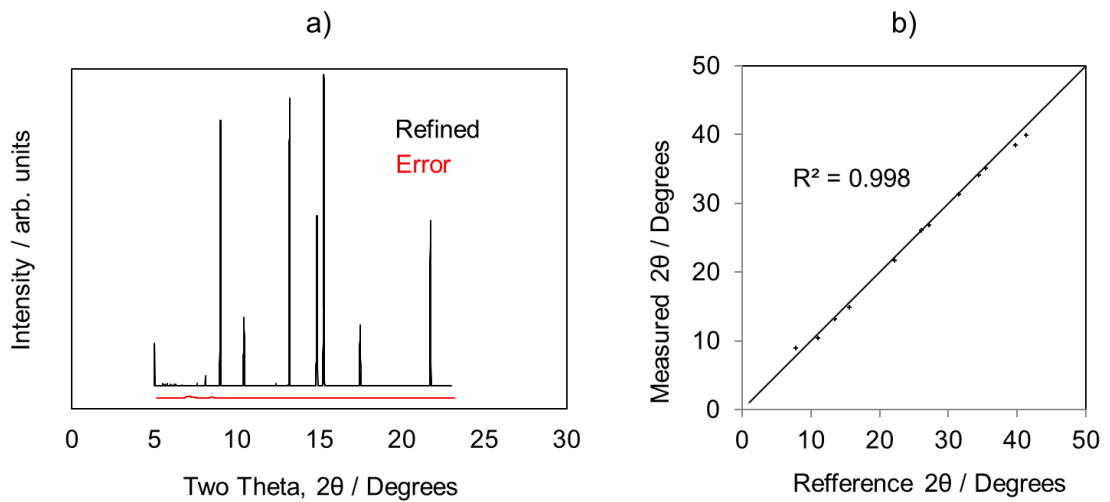 a)
Intensity / arb. units
Refined
Error
0 5 10 15 20 25 30
Two Theta, 2θ / Degrees
b)
Measured 2θ / Degrees
50
40
30
20
10
0
R² = 0.998
0 10 20 30 40 50
Refference 2θ / Degrees